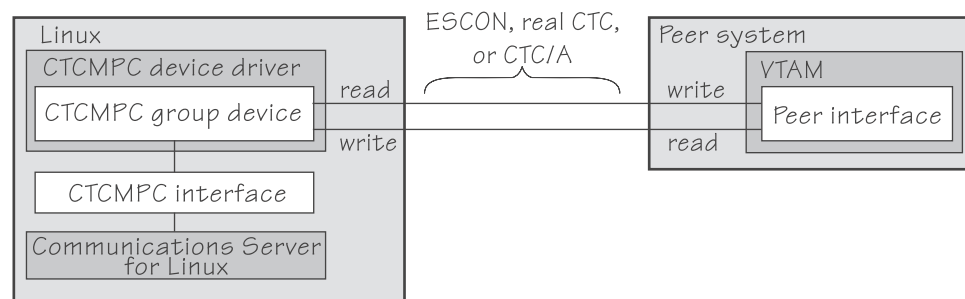 Linux
CTCMPC device driver
CTCMPC group device
read
write
CTCMPC interface
Communications Server
for Linux
ESCON, real CTC,
or CTC/A
Peer system
VTAM
write
Peer interface
read